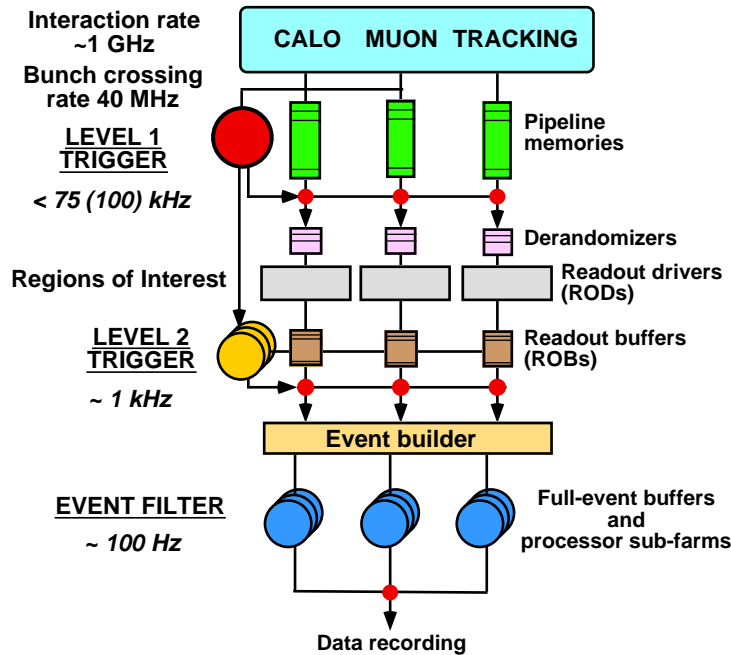 Interaction rate
~1 GHz
CALO MUON TRACKING
Bunch crossing
rate 40 MHz
Pipeline
memories
LEVEL 1
TRIGGER
< 75 (100) kHz
Derandomizers
Regions of Interest
Readout drivers
(RODs)
LEVEL 2
TRIGGER
Readout buffers
(ROBs)
~ 1 kHz
Event builder
EVENT FILTER
~ 100 Hz
Full-event buffers
and
processor sub-farms
Data recording